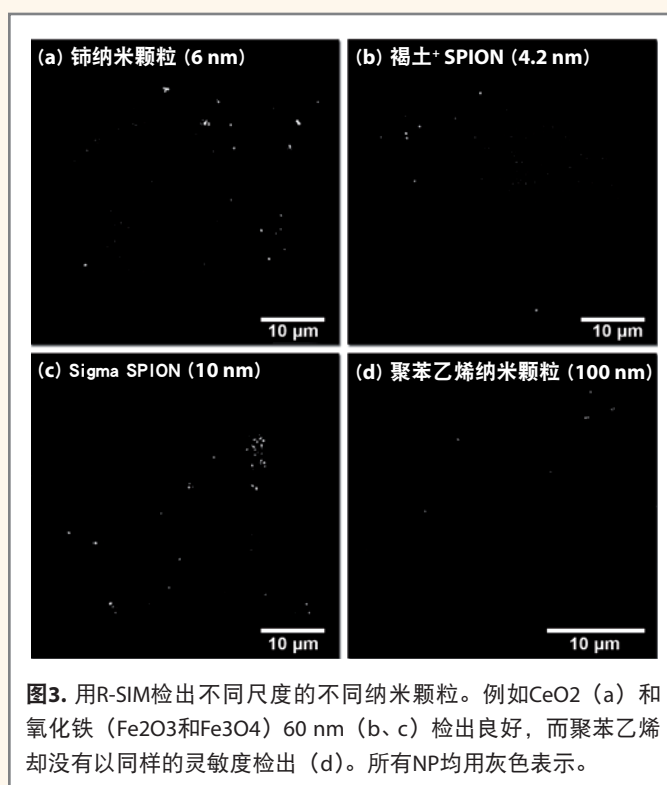 (a) 铈纳米颗粒 (6 nm)
(b) 褐土⁺ SPION (4.2 nm)
10 µm
10 µm
(c) Sigma SPION (10 nm)
(d) 聚苯乙烯纳米颗粒 (100 nm)
10 µm
10 µm
图3. 用R-SIM检出不同尺度的不同纳米颗粒。例如CeO2（a）和
氧化铁（Fe2O3和Fe3O4）60 nm（b、c）检出良好，而聚苯乙烯
却没有以同样的灵敏度检出（d）。所有NP均用灰色表示。